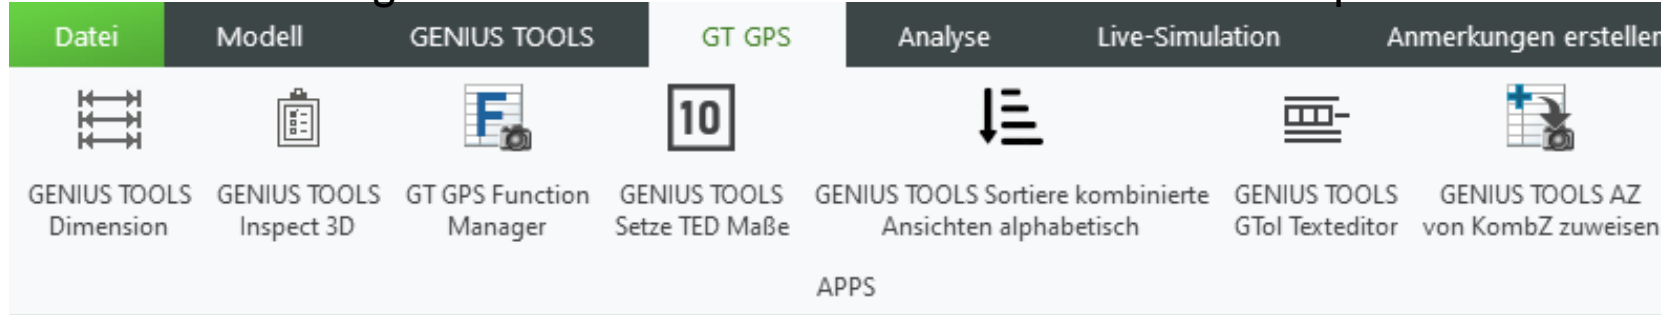 Datei Modell GENIUS TOOLS GT GPS Analyse Live-Simulation Anmerkungen erstellen
F 10
GENIUS TOOLS Dimension
GENIUS TOOLS Inspect 3D
GT GPS Function Manager
GENIUS TOOLS Setze TED Maße
GENIUS TOOLS Sortiere kombinierte Ansichten alphabetisch
GENIUS TOOLS GTol Texteditor
GENIUS TOOLS AZ von KombZ zuweisen
APPS